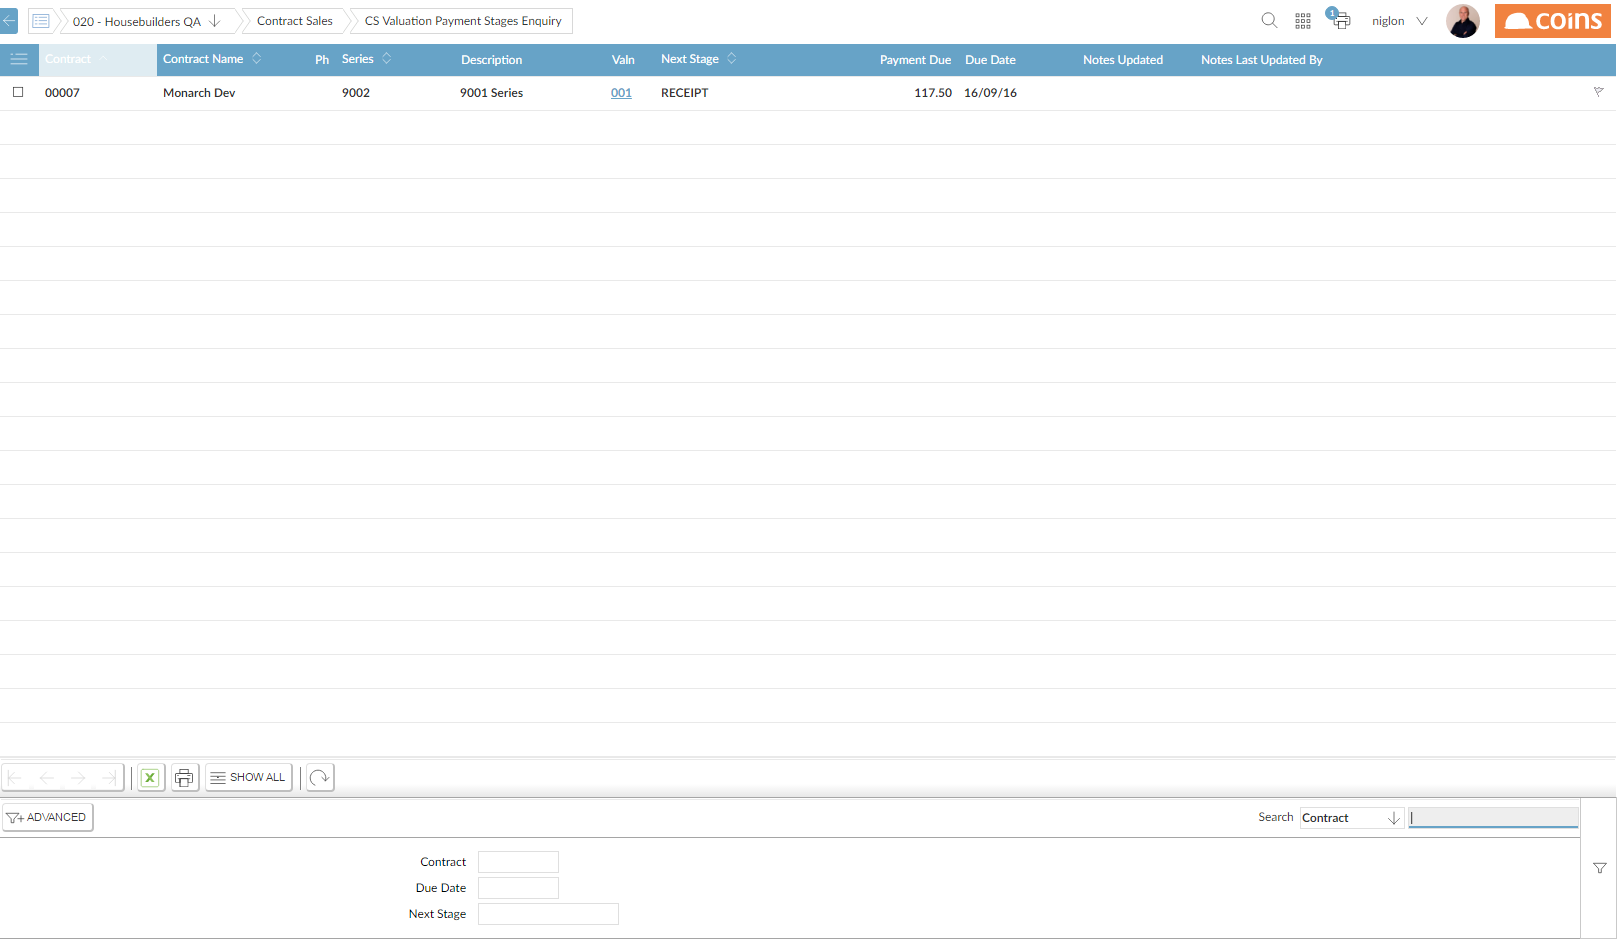 020 - Housebuilders QA Contract Sales CS Valuation Payment Stages Enquiry 1 niglon coins
Contract Contract Name Ph Series Description Valn Next Stage Payment Due Due Date Notes Updated Notes Last Updated By
00007 Monarch Dev 9002 9001 Series 001 RECEIPT 117.50 16/09/16
X SHOW ALL
ADVANCED Search Contract
Contract
Due Date
Next Stage